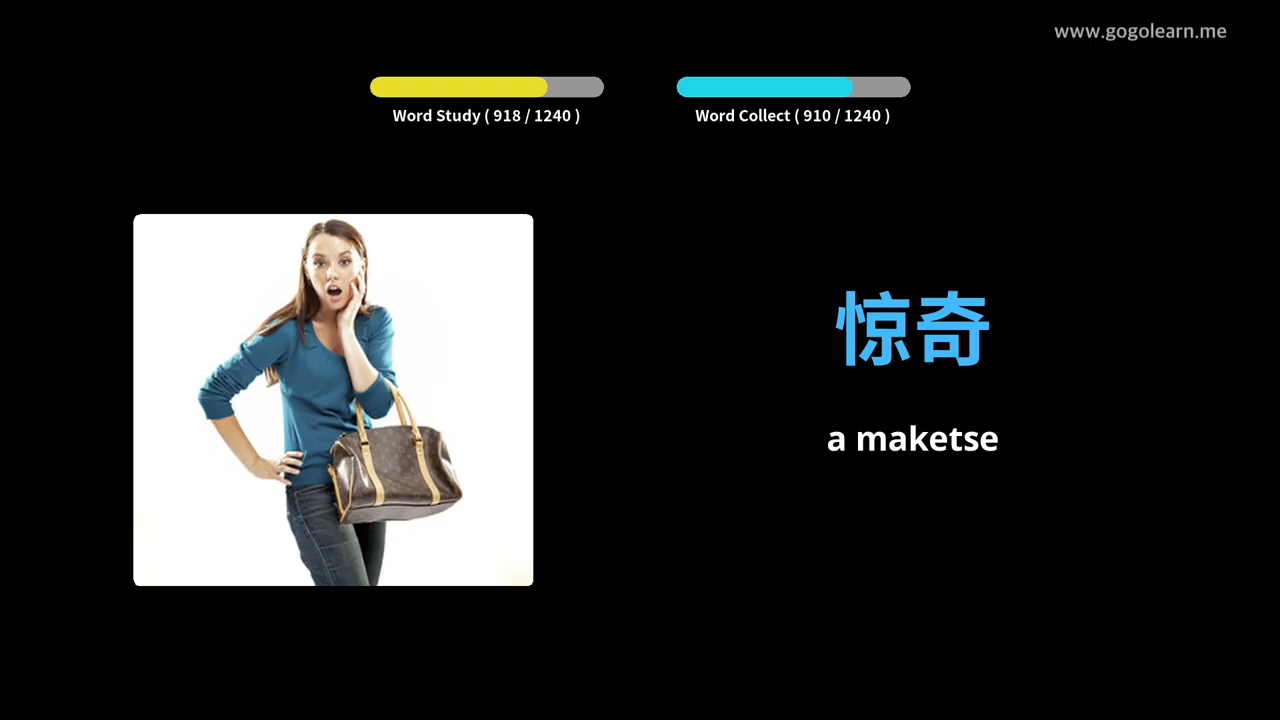 www.gogolearn.me
Word Study ( 918 / 1240 )
Word Collect ( 910 / 1240 )
惊奇
a maketse